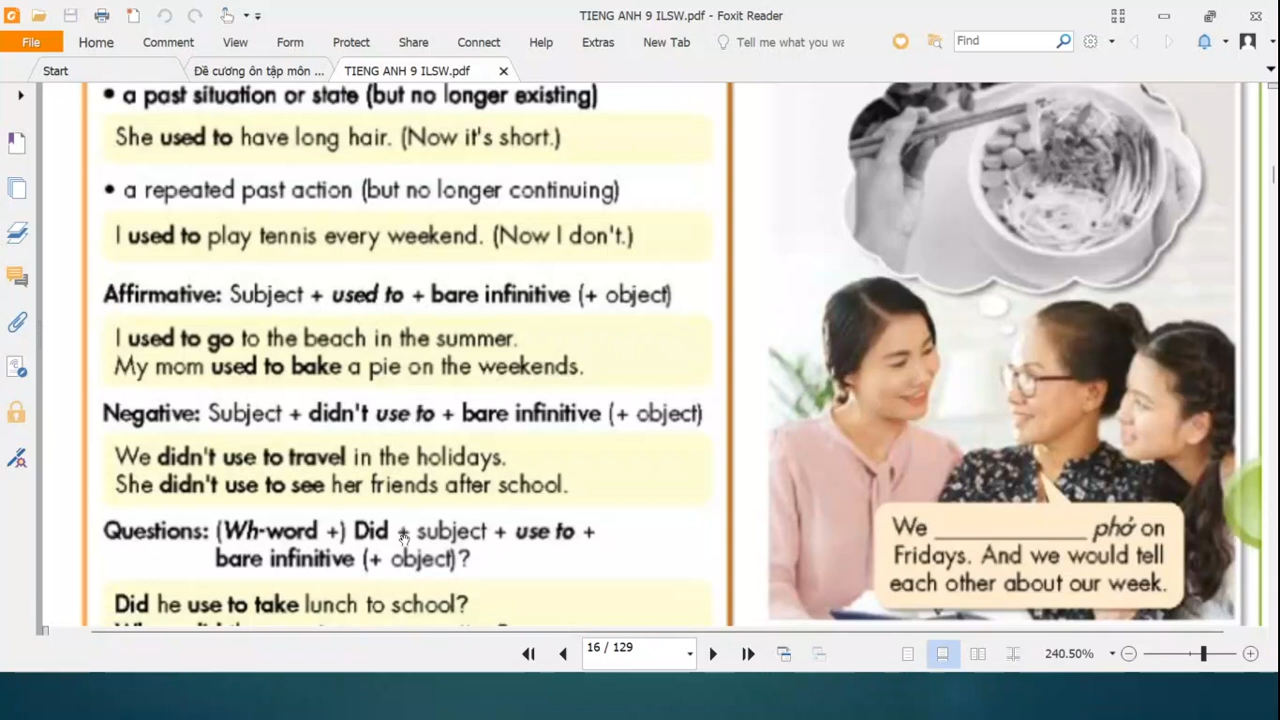 TIENG ANH 9 ILSW.pdf - Foxit Reader
File Home Comment View Form Protect Share Connect Help Extras New Tab Tell me what you wa Find
Start Đề cương ôn tập môn ... TIENG ANH 9 ILSW.pdf
• a past situation or state (but no longer existing)
She used to have long hair. (Now it's short.)
• a repeated past action (but no longer continuing)
I used to play tennis every weekend. (Now I don't.)
Affirmative: Subject + used to + bare infinitive (+ object)
I used to go to the beach in the summer.
My mom used to bake a pie on the weekends.
Negative: Subject + didn't use to + bare infinitive (+ object)
We didn't use to travel in the holidays.
She didn't use to see her friends after school.
Questions: (Wh-word +) Did + subject + use to +
bare infinitive (+ object)?
Did he use to take lunch to school?
We ____________ phở on
Fridays. And we would tell
each other about our week.
16 / 129
240.50%